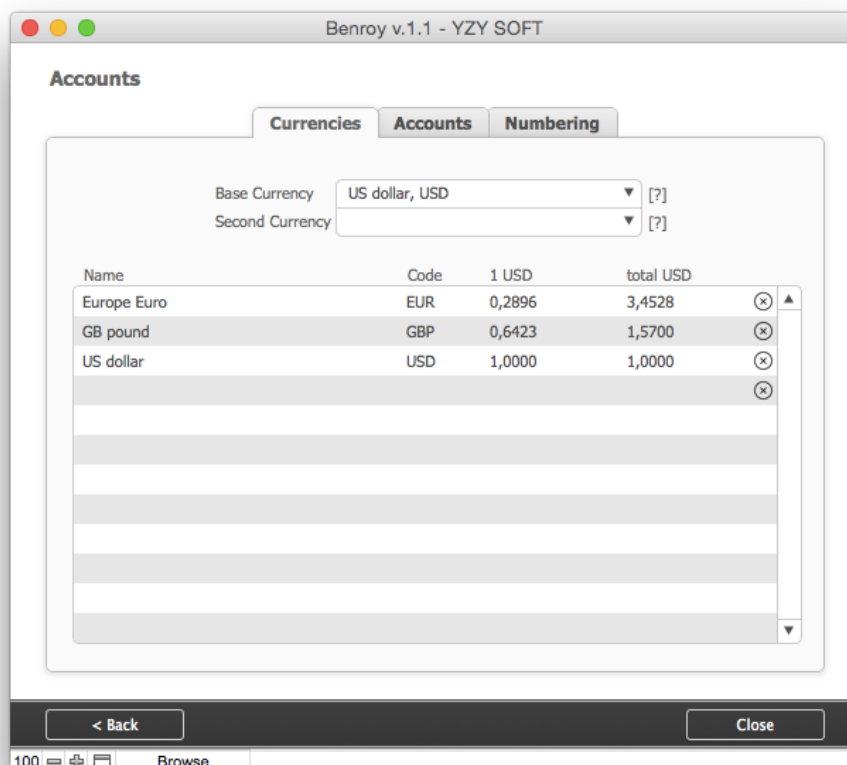 Benroy v.1.1 - YZY SOFT
Accounts
Currencies Accounts Numbering
Base Currency US dollar, USD [?]
Second Currency [?]
Name Code 1 USD total USD
Europe Euro EUR 0,2896 3,4528
GB pound GBP 0,6423 1,5700
US dollar USD 1,0000 1,0000
< Back Close
100 Browse